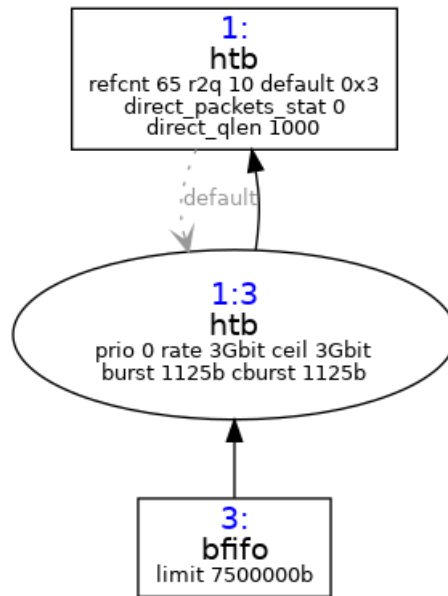 1:
htb
refcnt 65 r2q 10 default 0x3
direct_packets_stat 0
direct_qlen 1000
default
1:3
htb
prio 0 rate 3Gbit ceil 3Gbit
burst 1125b cburst 1125b
3:
bfifo
limit 7500000b